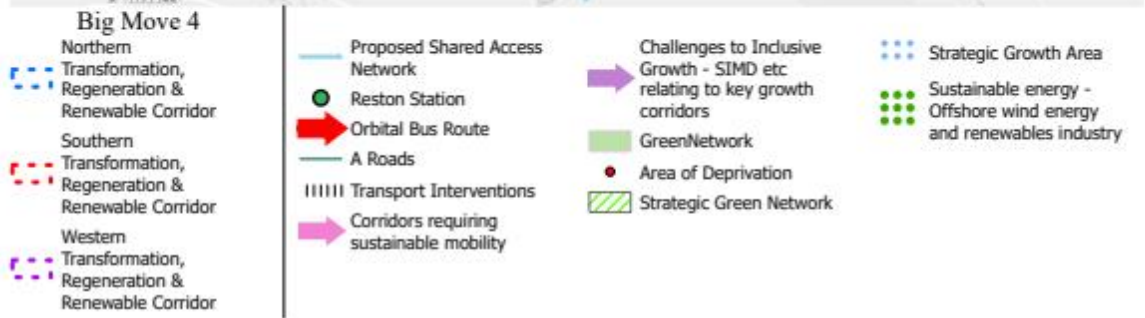 Big Move 4
Northern
Transformation,
Regeneration &
Renewable Corridor
Southern
Transformation,
Regeneration &
Renewable Corridor
Western
Transformation,
Regeneration &
Renewable Corridor
Proposed Shared Access
Network
Reston Station
Orbital Bus Route
A Roads
Transport Interventions
Corridors requiring
sustainable mobility
Challenges to Inclusive
Growth - SIMD etc
relating to key growth
corridors
GreenNetwork
Area of Deprivation
Strategic Green Network
Strategic Growth Area
Sustainable energy -
Offshore wind energy
and renewables industry